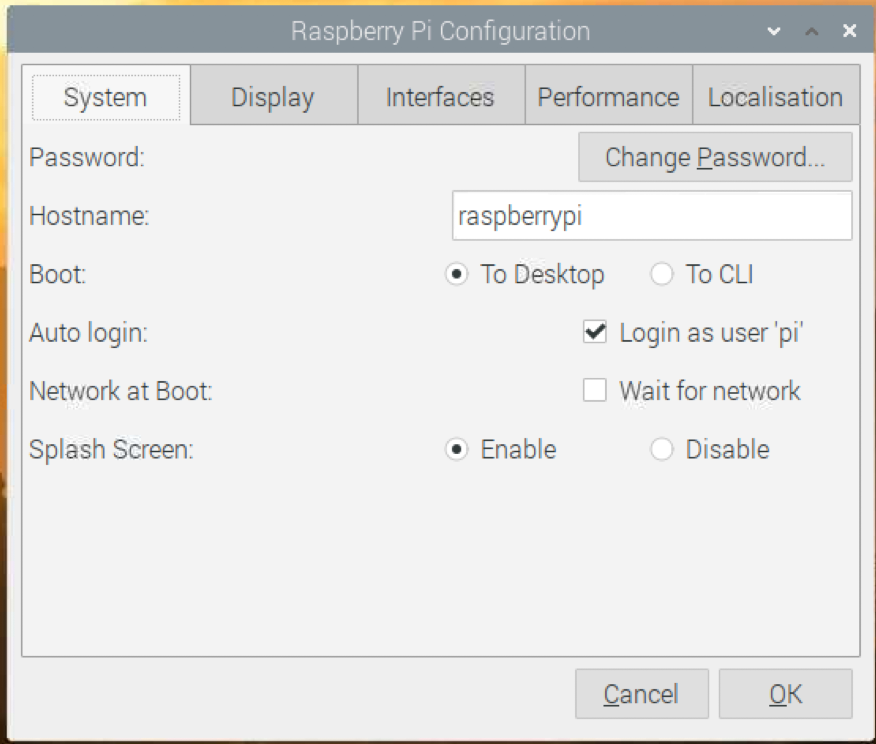 Raspberry Pi Configuration
System Display Interfaces Performance Localisation
Password: Change Password...
Hostname: raspberrypi
Boot: To Desktop To CLI
Auto login: Login as user 'pi'
Network at Boot: Wait for network
Splash Screen: Enable Disable
Cancel OK